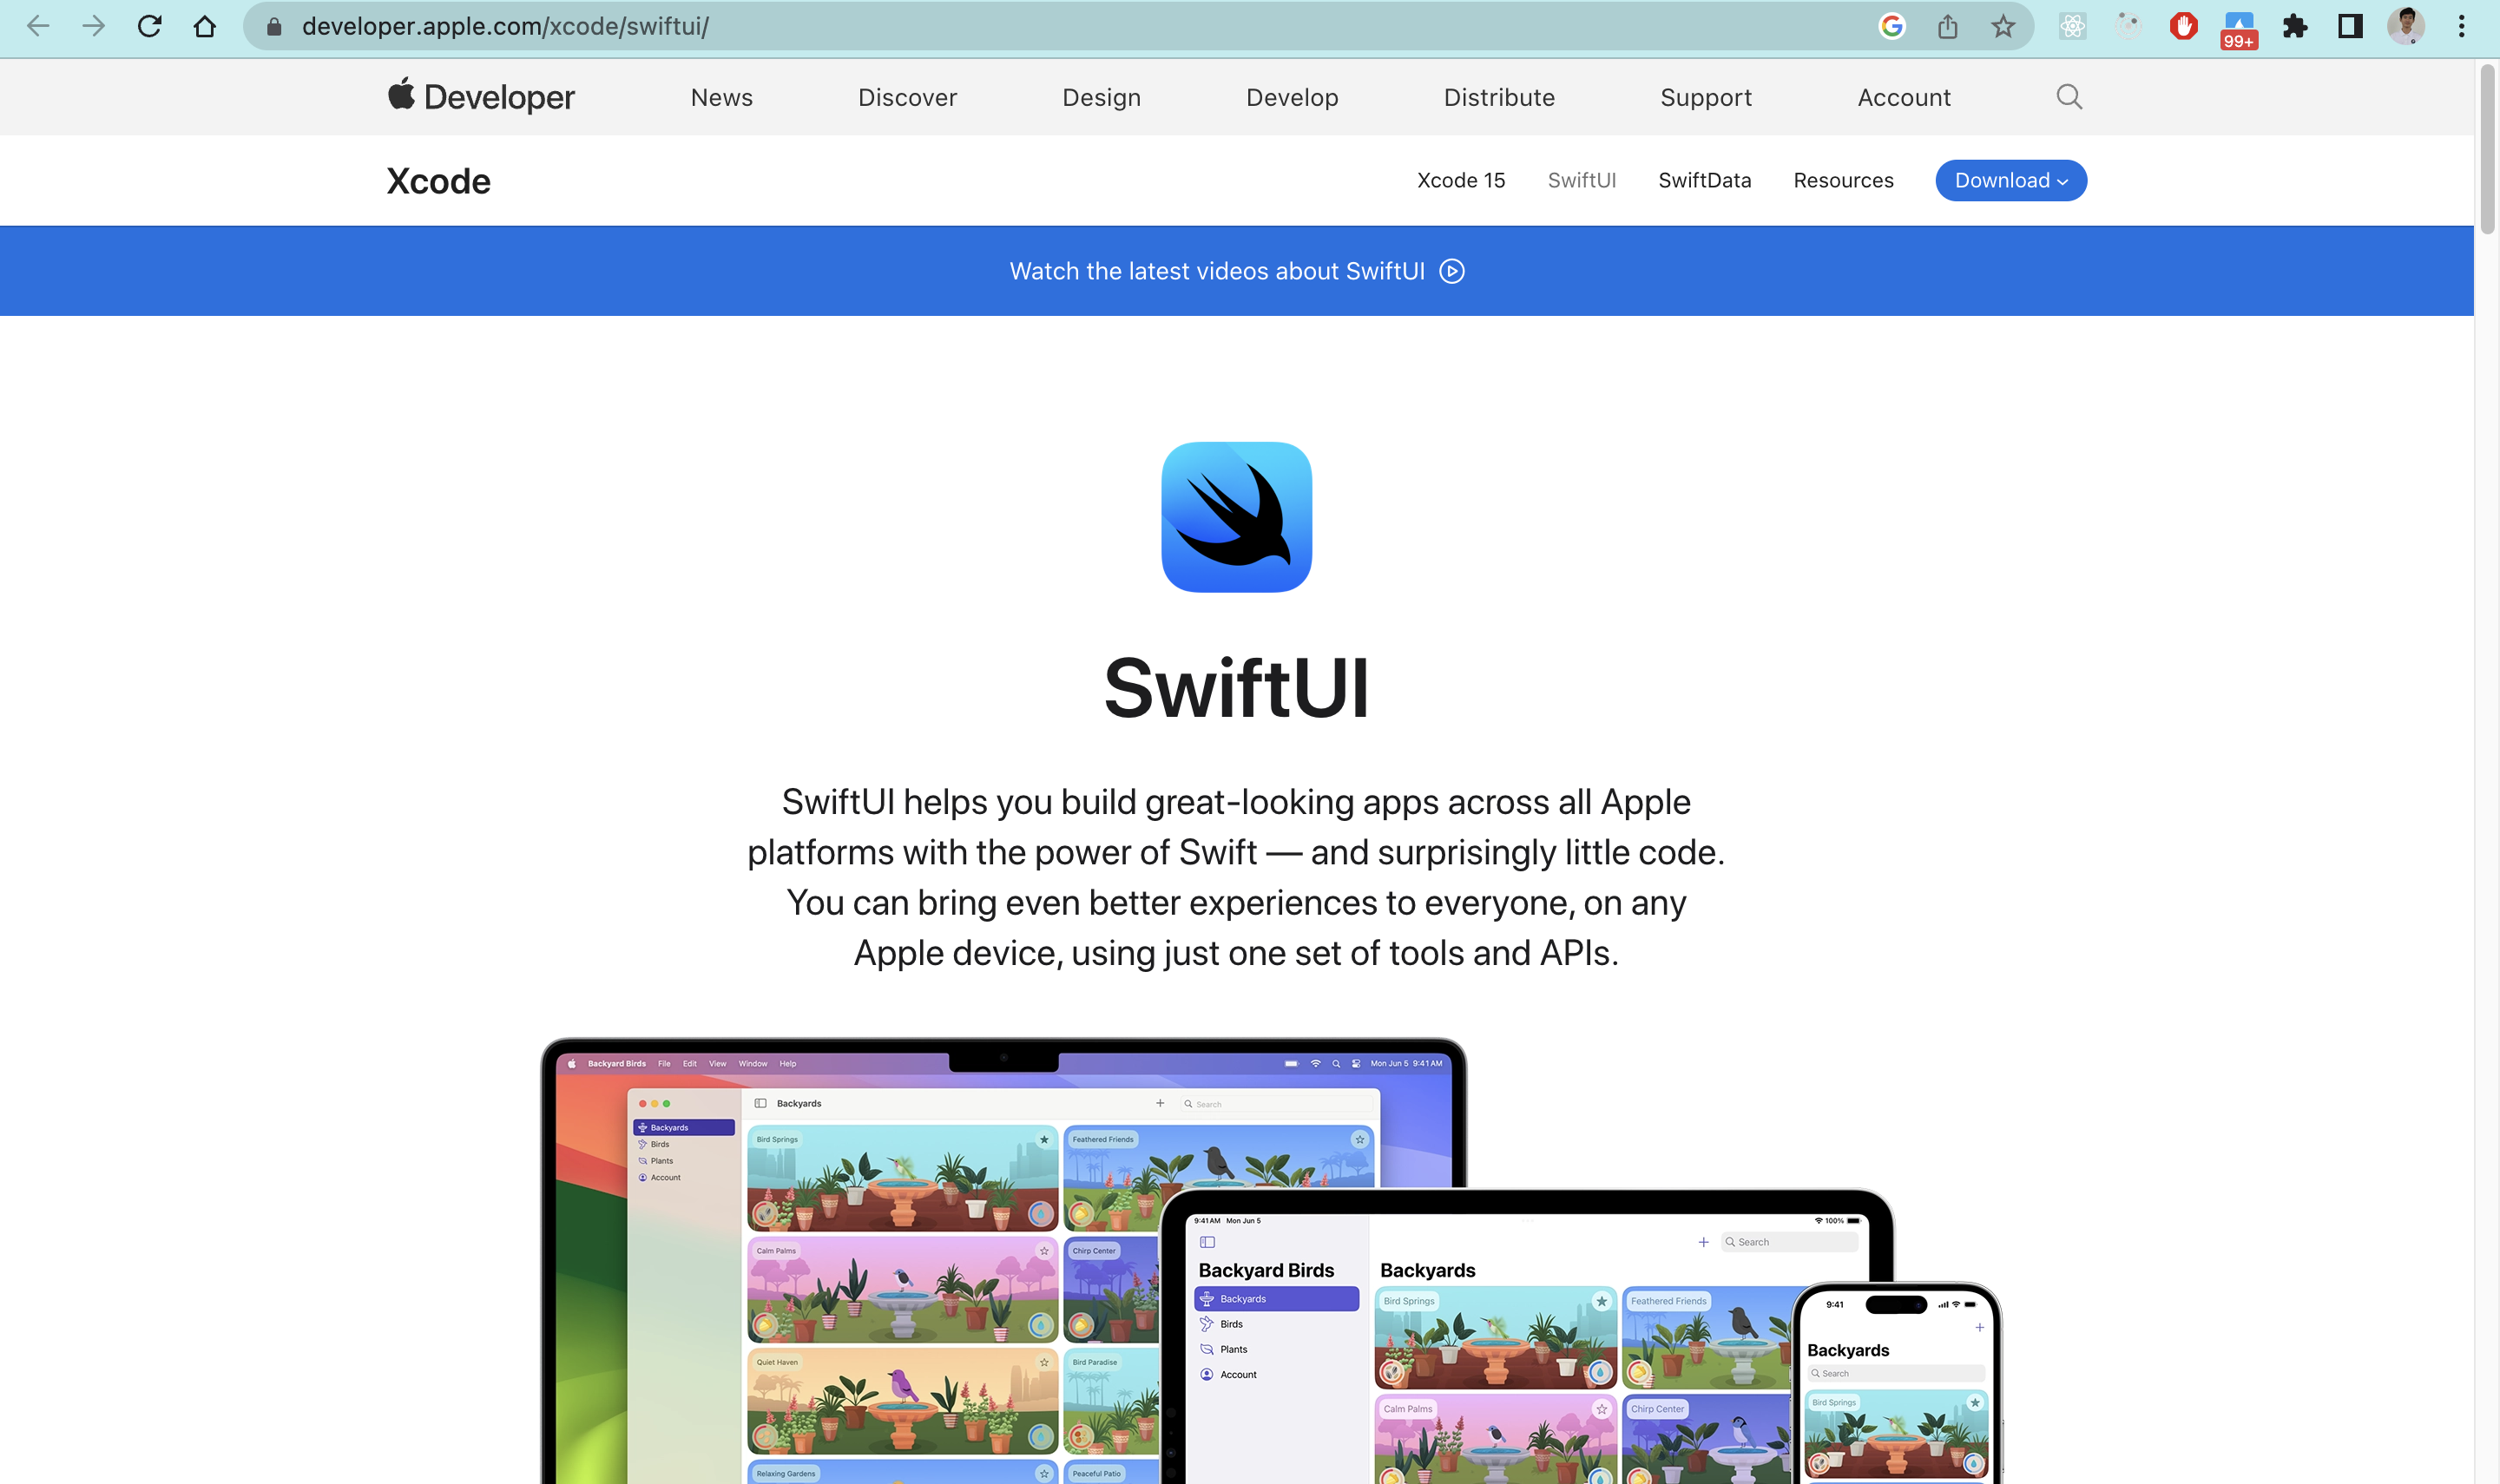 developer.apple.com/xcode/swiftui/
99+
Developer
News
Discover
Design
Develop
Distribute
Support
Account
Xcode
Xcode 15
SwiftUI
SwiftData
Resources
Download
Watch the latest videos about SwiftUI
SwiftUI
SwiftUI helps you build great-looking apps across all Apple
platforms with the power of Swift — and surprisingly little code.
You can bring even better experiences to everyone, on any
Apple device, using just one set of tools and APIs.
Backyard Birds File Edit View Window Help
Mon Jun 5 9:41 AM
Backyards
Birds
Plants
Account
Backyards
Search
Bird Springs
Feathered Friends
Calm Palms
Chirp Center
Quiet Haven
Bird Paradise
Relaxing Gardens
Peaceful Patio
9:41 AM Mon Jun 5
100%
Search
Backyard Birds
Backyards
Birds
Plants
Account
Backyards
Bird Springs
Feathered Friends
Calm Palms
Chirp Center
9:41
Backyards
Search
Bird Springs